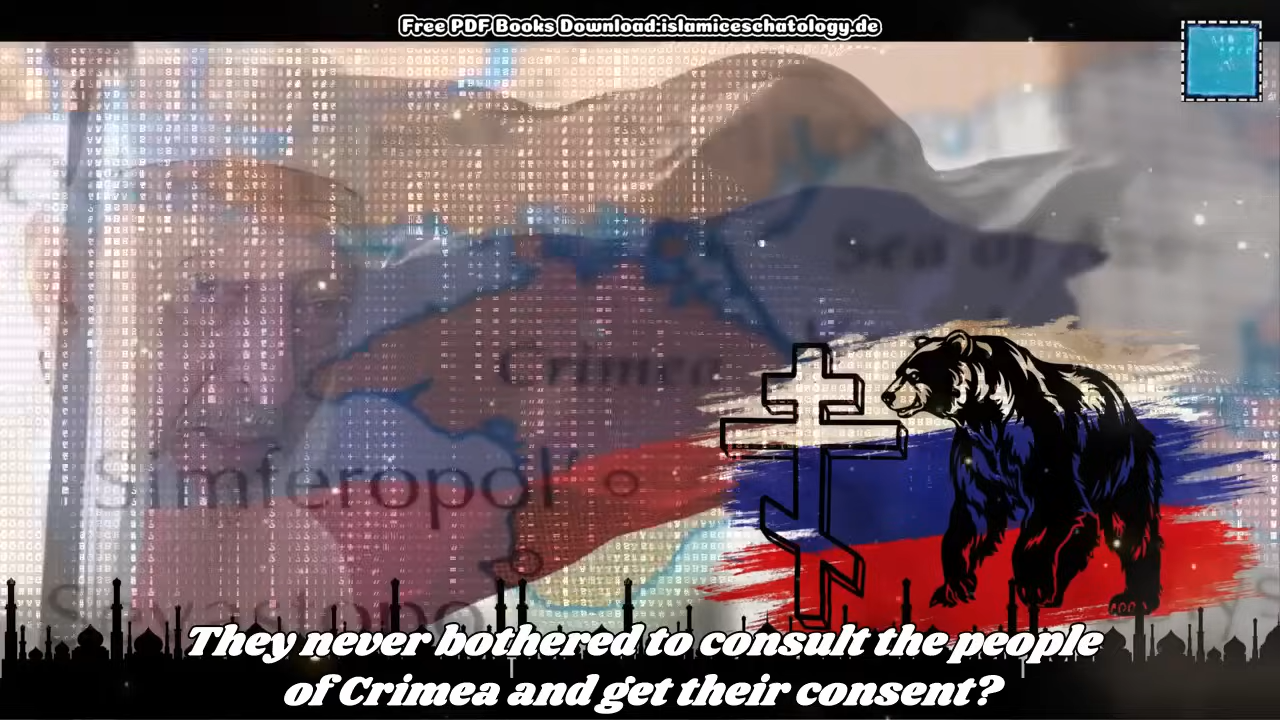 Free PDF Books Download:islamiceschatology.de
Sea of
Crimea
Simferopol
Sevastopol
They never bothered to consult the people
of Crimea and get their consent?